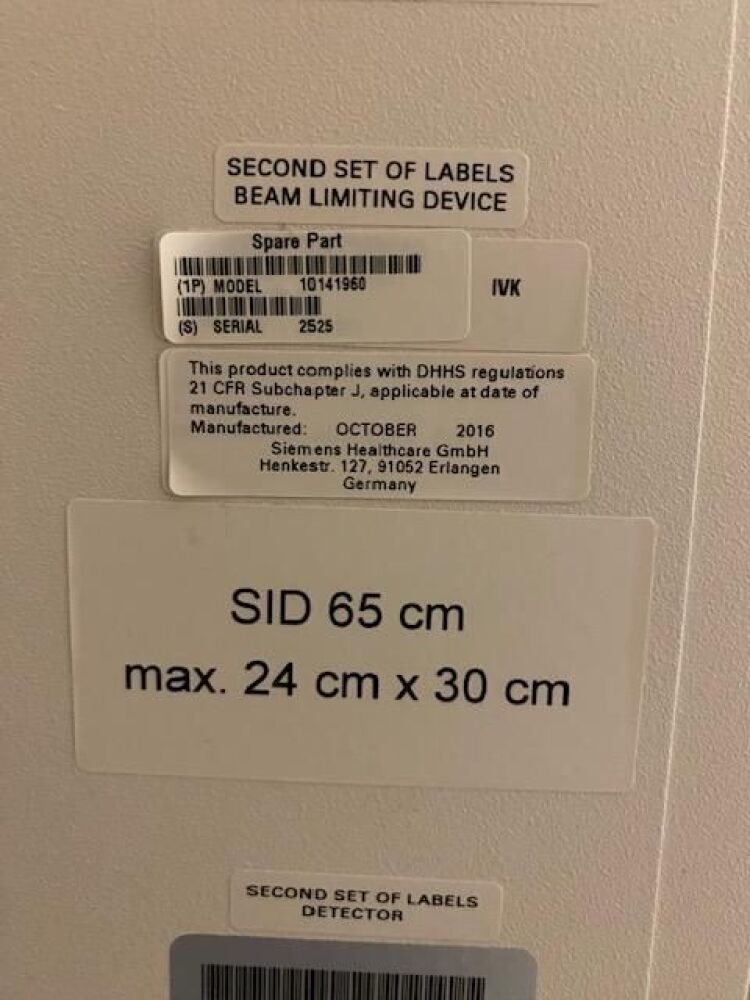 SECOND SET OF LABELS
BEAM LIMITING DEVICE
Spare Part
(1P) MODEL 10141960
IVK
(S) SERIAL 2525
This product complies with DHHS regulations
21 CFR Subchapter J, applicable at date of
manufacture.
Manufactured: OCTOBER 2016
Siemens Healthcare GmbH
Henkestr. 127, 91052 Erlangen
Germany
SID 65 cm
max. 24 cm x 30 cm
SECOND SET OF LABELS
DETECTOR